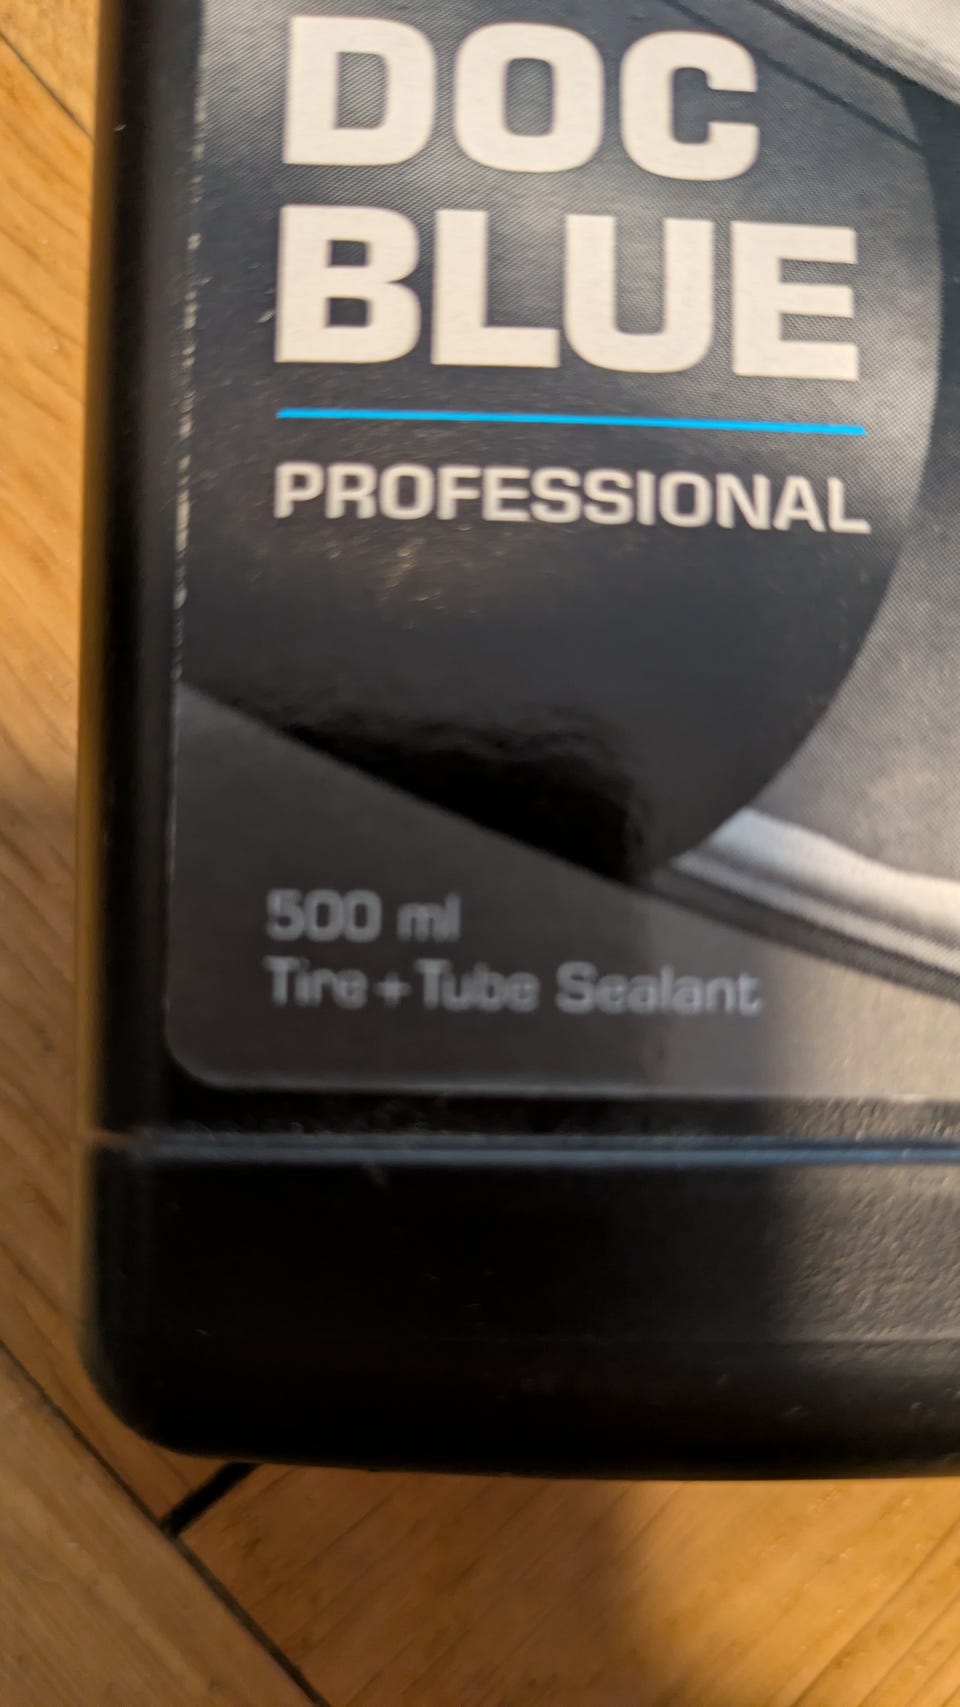 DOC
BLUE
PROFESSIONAL
500 ml
Tire+Tube Sealant